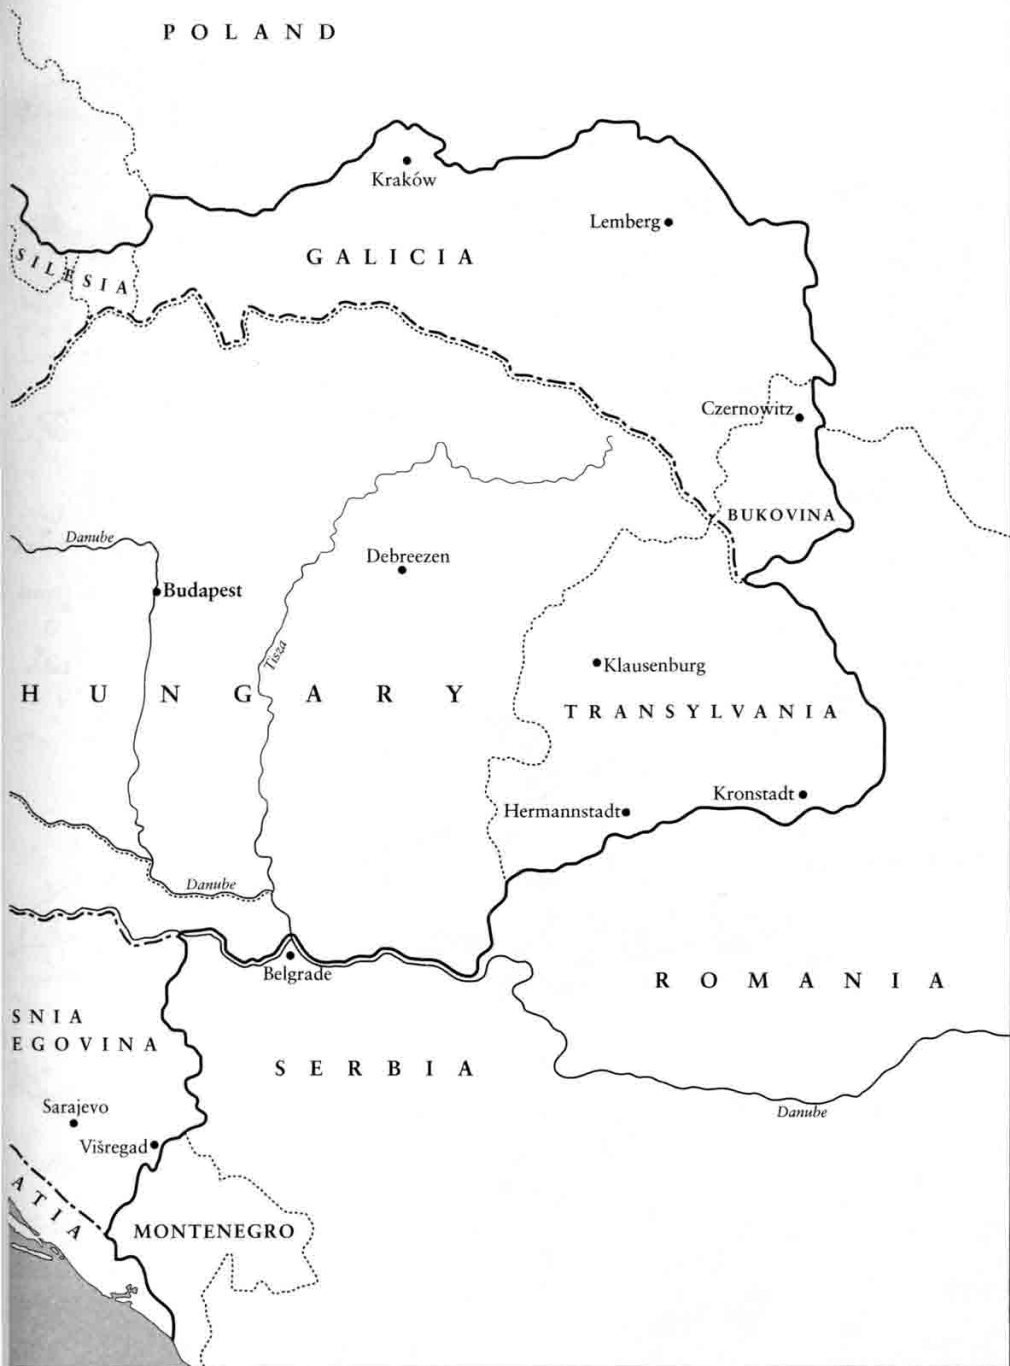 POLAND
Kraków
Lemberg
GALICIA
SILESIA
Czernowitz
BUKOVINA
Danube
Debreezen
Budapest
Tisza
Klausenburg
HUNGARY
TRANSYLVANIA
Kronstadt
Hermannstadt
Danube
Belgrade
ROMANIA
SNIA
EGOVINA
SERBIA
Sarajevo
Danube
Višregad
ATIA
MONTENEGRO